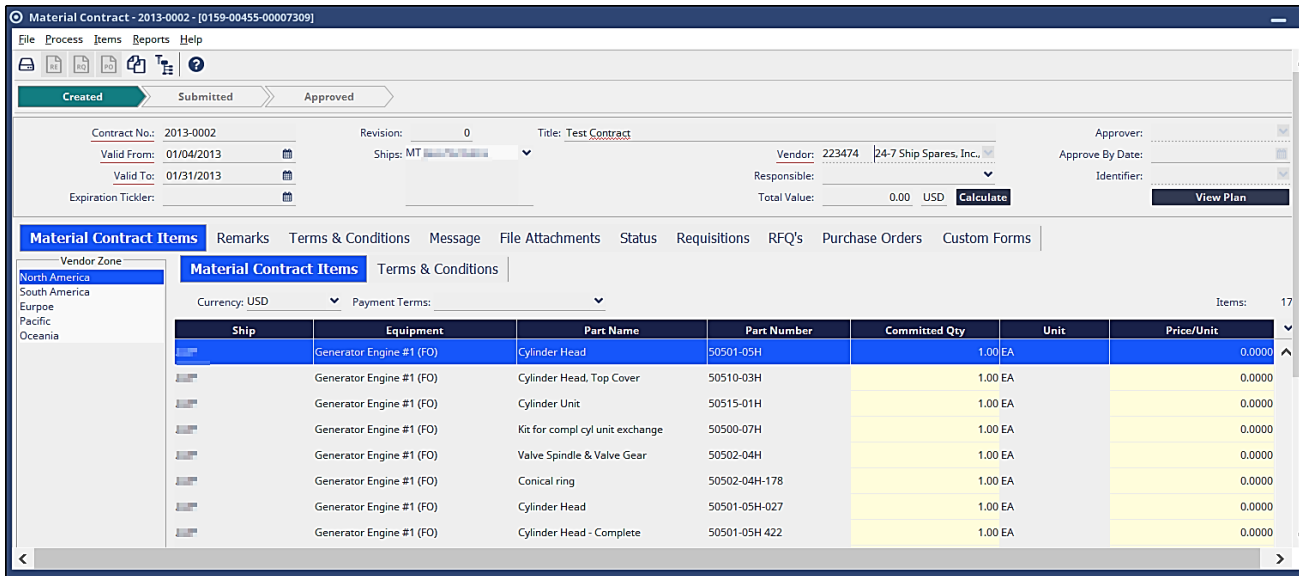 Material Contract - 2013-0002 - [0159-00455-00007309]
File Process Items Reports Help
RE RQ PO
Created Submitted Approved
Contract No.: 2013-0002 Revision: 0 Title: Test Contract Approver:
Valid From: 01/04/2013 Ships: MT Vendor: 223474 24-7 Ship Spares, Inc., Approve By Date:
Valid To: 01/31/2013 Responsible: Identifier:
Expiration Tickler: Total Value: 0.00 USD Calculate View Plan
Material Contract Items Remarks Terms & Conditions Message File Attachments Status Requisitions RFQ's Purchase Orders Custom Forms
Vendor Zone
North America
South America
Eurpoe
Pacific
Oceania
Material Contract Items Terms & Conditions
Currency: USD Payment Terms: Items: 17
Ship Equipment Part Name Part Number Committed Qty Unit Price/Unit
Generator Engine #1 (FO) Cylinder Head 50501-05H 1.00 EA 0.0000
Generator Engine #1 (FO) Cylinder Head, Top Cover 50510-03H 1.00 EA 0.0000
Generator Engine #1 (FO) Cylinder Unit 50515-01H 1.00 EA 0.0000
Generator Engine #1 (FO) Kit for compl cyl unit exchange 50500-07H 1.00 EA 0.0000
Generator Engine #1 (FO) Valve Spindle & Valve Gear 50502-04H 1.00 EA 0.0000
Generator Engine #1 (FO) Conical ring 50502-04H-178 1.00 EA 0.0000
Generator Engine #1 (FO) Cylinder Head 50501-05H-027 1.00 EA 0.0000
Generator Engine #1 (FO) Cylinder Head - Complete 50501-05H 422 1.00 EA 0.0000